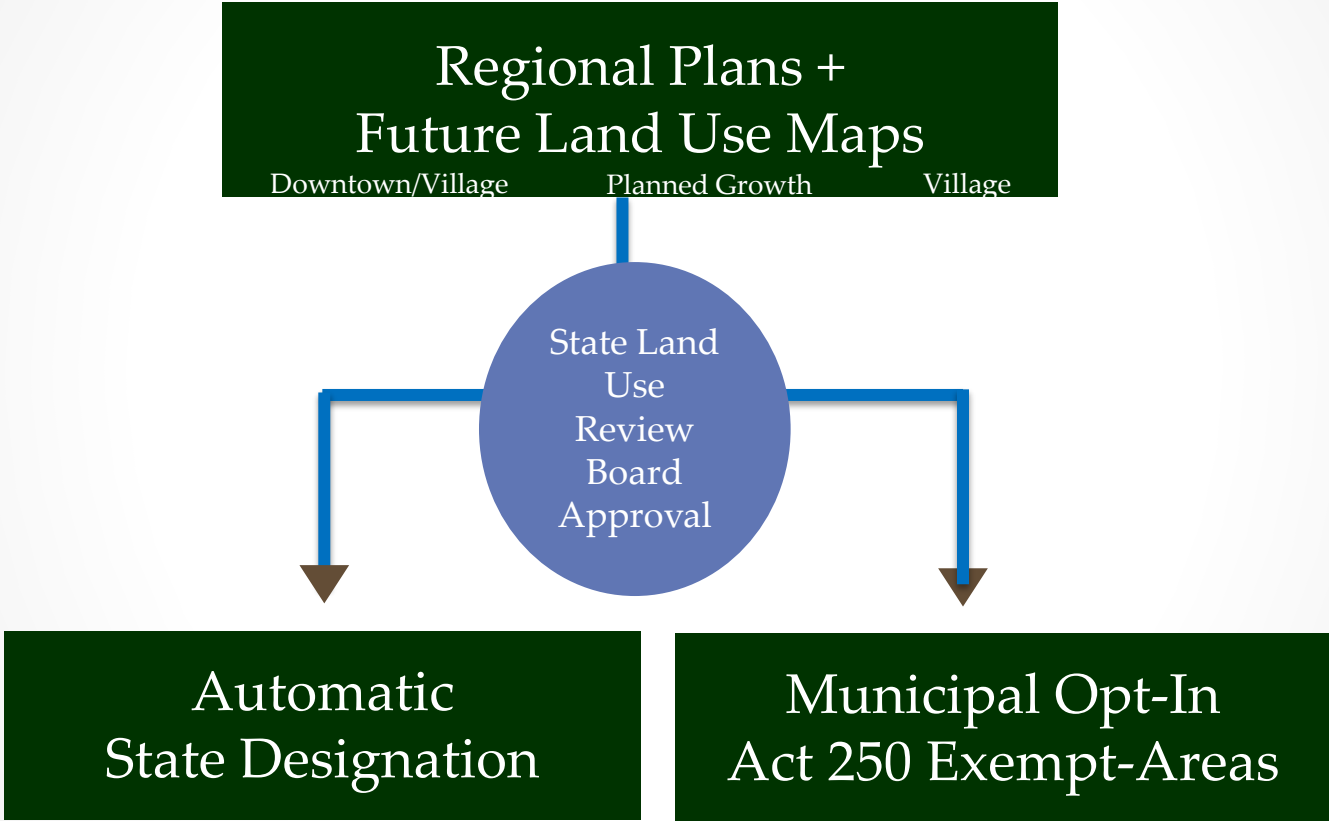 Regional Plans +
Future Land Use Maps
Downtown/Village Planned Growth Village
State Land
Use
Review
Board
Approval
Automatic
State Designation
Municipal Opt-In
Act 250 Exempt-Areas